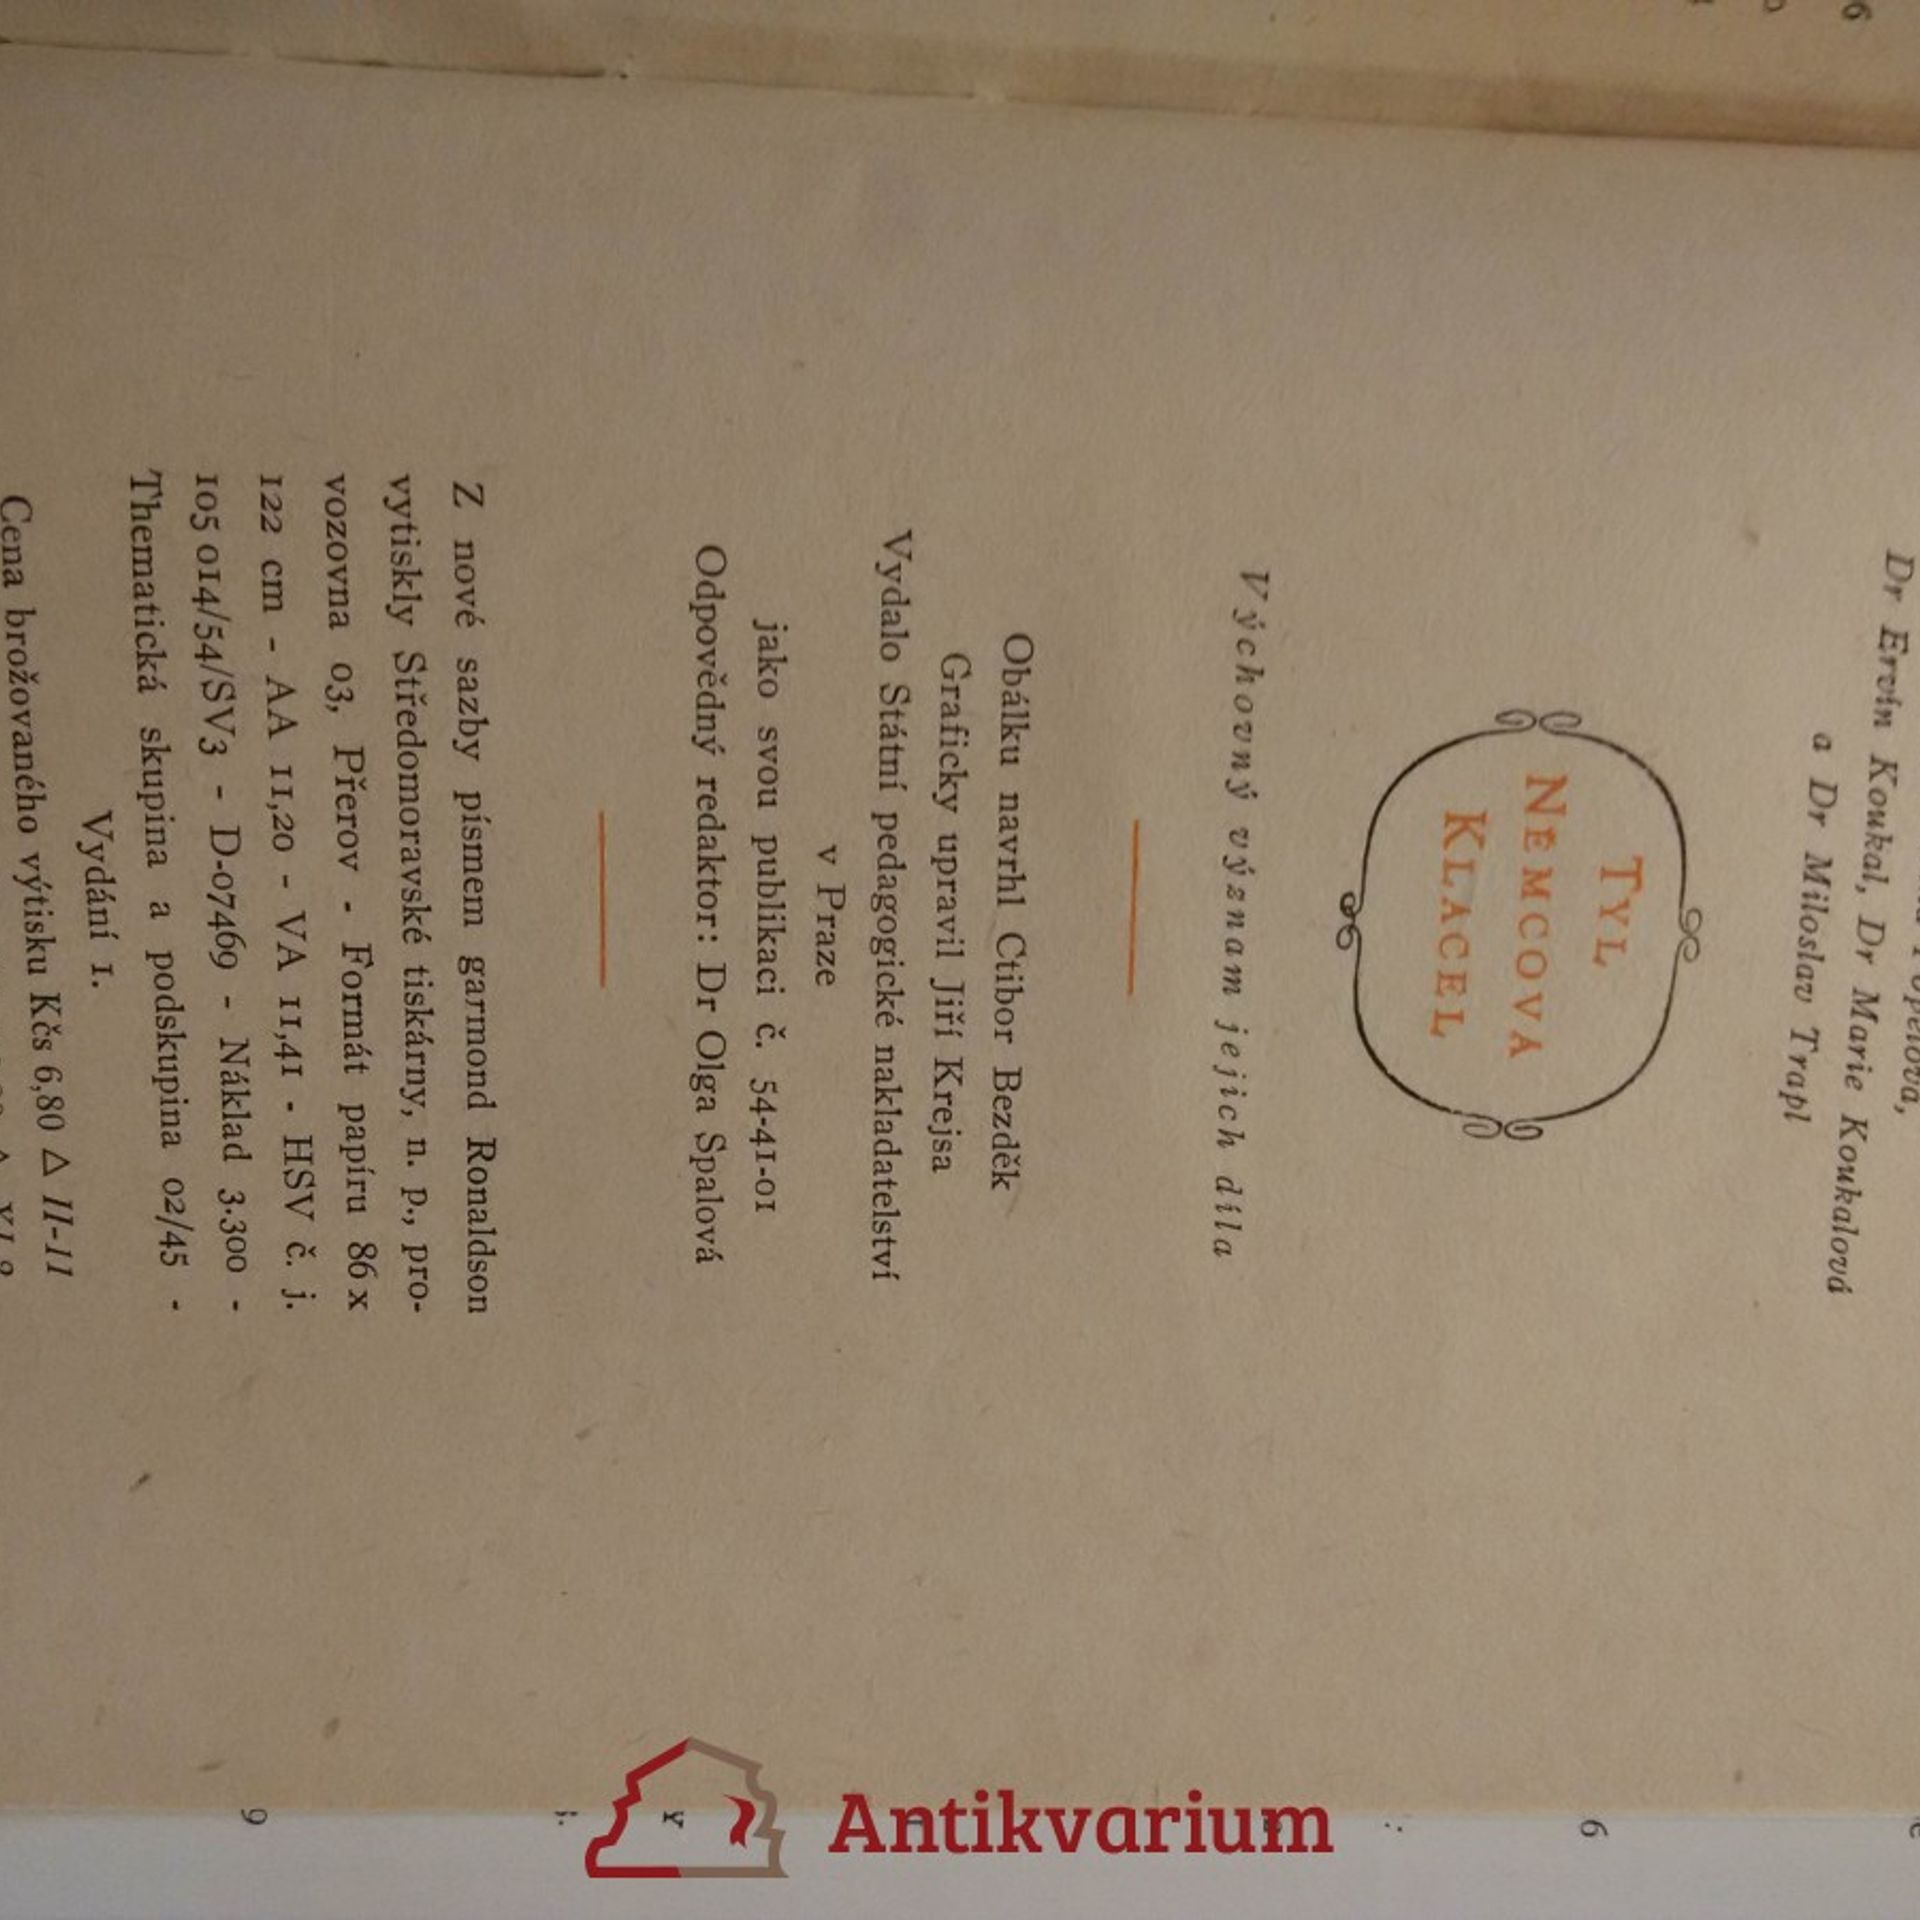 Dr Ervín Koukal, Dr Marie Koukalová
a Dr Miloslav Trapl
TYL
NĚMCOVÁ
KLÁCEL
Výchovný význam jejich díla
Obálku navrhl Ctibor Bezděk
Graficky upravil Jiří Krejsa
Vydalo Státní pedagogické nakladatelství
v Praze
jako svou publikaci č. 54-41-01
Odpovědný redaktor: Dr Olga Spalová
Z nové sazby písmem garmond Ronaldson
vytiskly Středomoravské tiskárny, n. p., pro-
vozovna 03, Přerov - Formát papíru 86 x
122 cm - AA 11,20 - VA 11,41 - HSV č. j.
105 014/54/SV3 - D-07469 - Náklad 3.300 -
Thematická skupina a podskupina 02/45 -
Vydání 1.
Cena brožovaného výtisku Kčs 6,80 △ II-11
Antikvarium